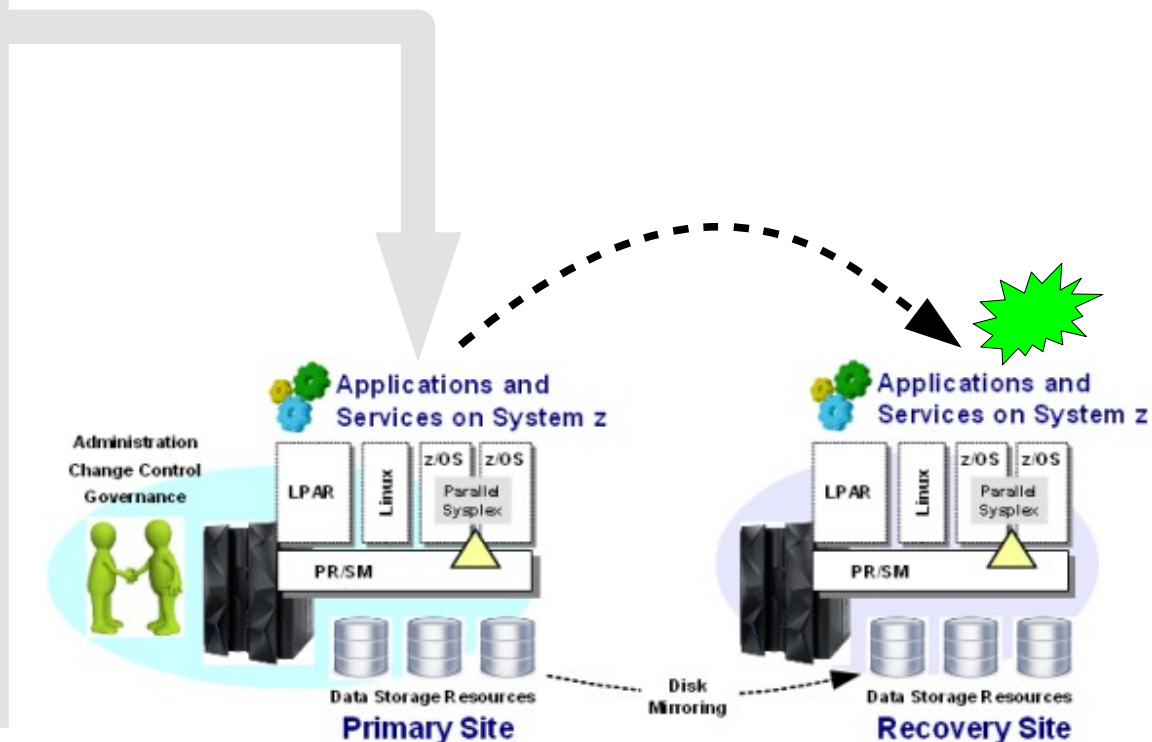 Applications and
Services on System z
Administration
Change Control
Governance
LPAR
Linux
z/OS
z/OS
Parallel
Sysplex
PR/SM
Data Storage Resources
Primary Site
Disk
Mirroring
Applications and
Services on System z
LPAR
Linux
z/OS
z/OS
Parallel
Sysplex
PR/SM
Data Storage Resources
Recovery Site